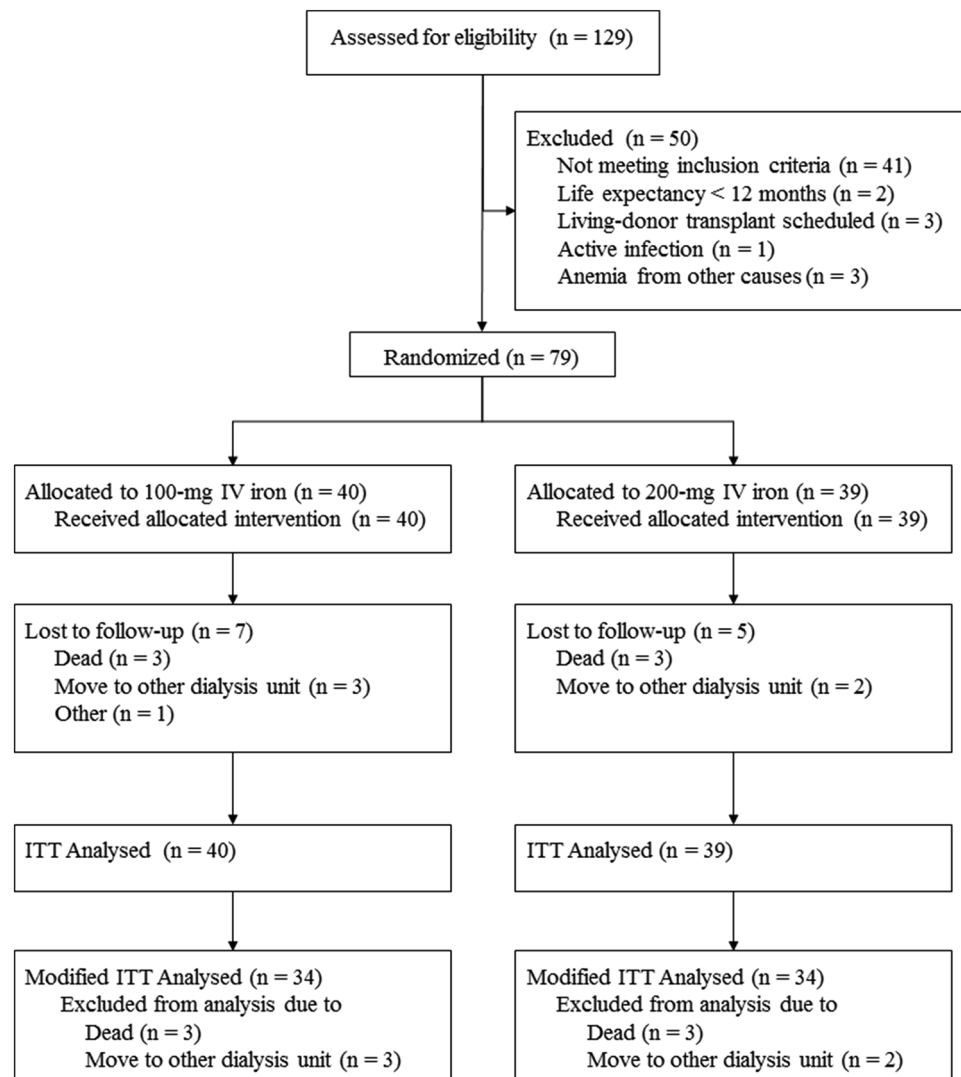 Assessed for eligibility (n = 129)
Excluded (n = 50)
Not meeting inclusion criteria (n = 41)
Life expectancy < 12 months (n = 2)
Living-donor transplant scheduled (n = 3)
Active infection (n = 1)
Anemia from other causes (n = 3)
Randomized (n = 79)
Allocated to 100-mg IV iron (n = 40)
Received allocated intervention (n = 40)
Allocated to 200-mg IV iron (n = 39)
Received allocated intervention (n = 39)
Lost to follow-up (n = 7)
Dead (n = 3)
Move to other dialysis unit (n = 3)
Other (n = 1)
Lost to follow-up (n = 5)
Dead (n = 3)
Move to other dialysis unit (n = 2)
ITT Analysed (n = 40)
ITT Analysed (n = 39)
Modified ITT Analysed (n = 34)
Excluded from analysis due to
Dead (n = 3)
Move to other dialysis unit (n = 3)
Modified ITT Analysed (n = 34)
Excluded from analysis due to
Dead (n = 3)
Move to other dialysis unit (n = 2)